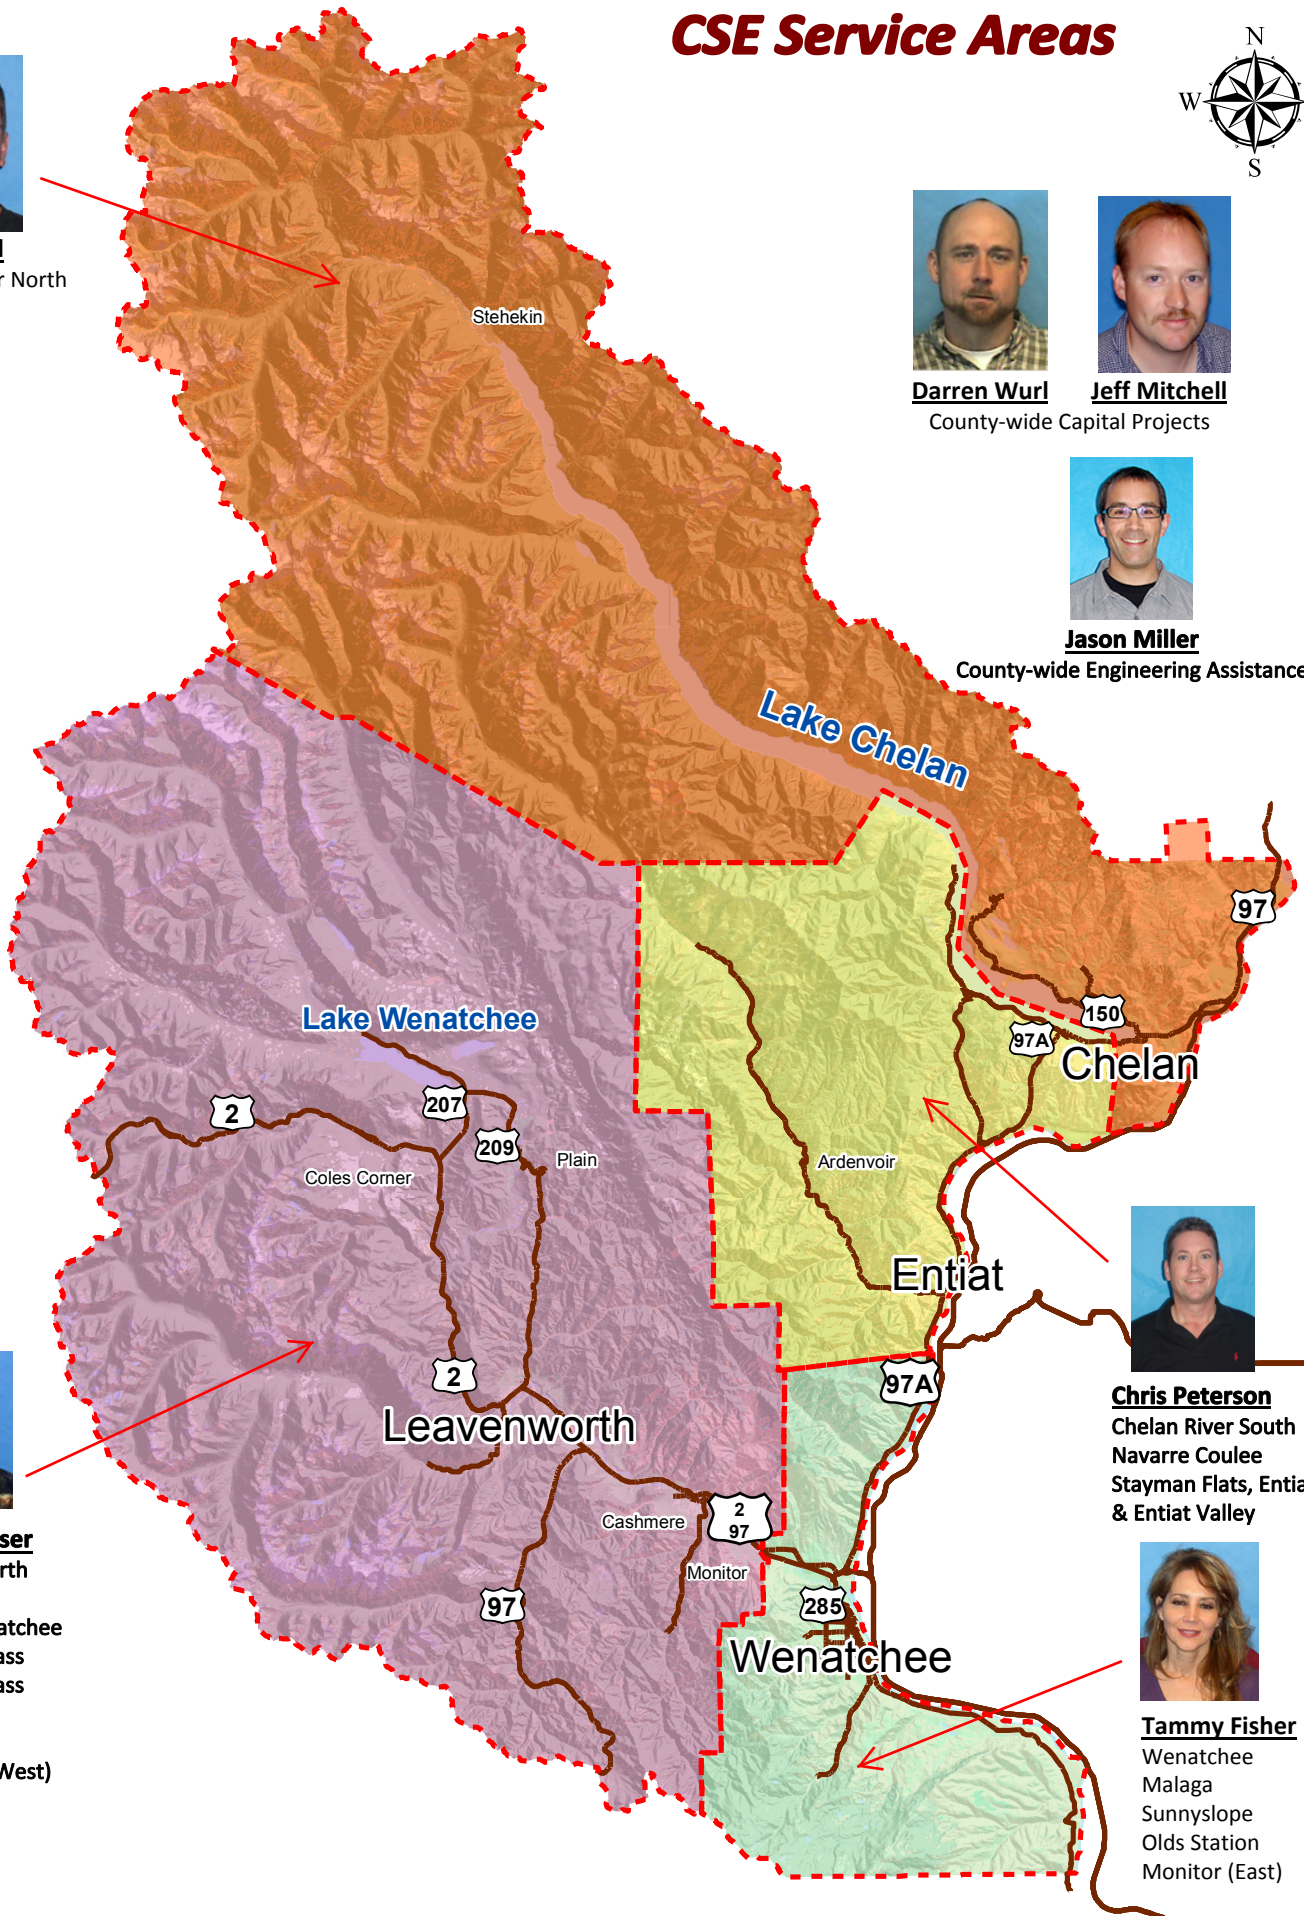 CSE Service Areas
N
W
S
r North
Stehekin
Darren Wurl
Jeff Mitchell
County-wide Capital Projects
Jason Miller
County-wide Engineering Assistance
Lake Chelan
97
Lake Wenatchee
150
97A
Chelan
2
207
209
Plain
Coles Corner
Ardenvoir
Entiat
2
97A
Leavenworth
Chris Peterson
Chelan River South
Navarre Coulee
Stayman Flats, Entia
& Entiat Valley
Cashmere
2
97
Monitor
ser
rth
atchee
ass
ass
West)
97
285
Wenatchee
Tammy Fisher
Wenatchee
Malaga
Sunnyslope
Olds Station
Monitor (East)